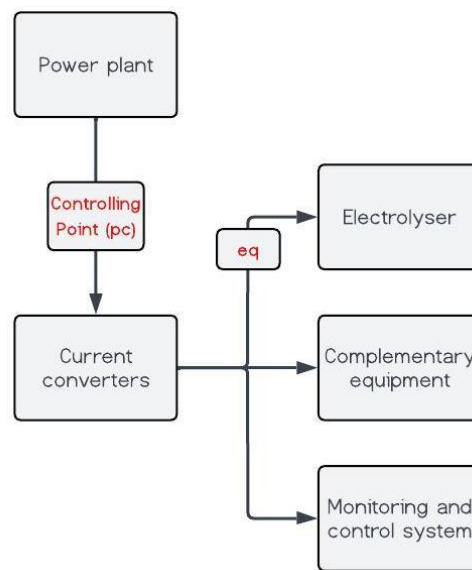 Power plant
Controlling
Point (pc)
eq
Electrolyser
Current
converters
Complementary
equipment
Monitoring and
control system